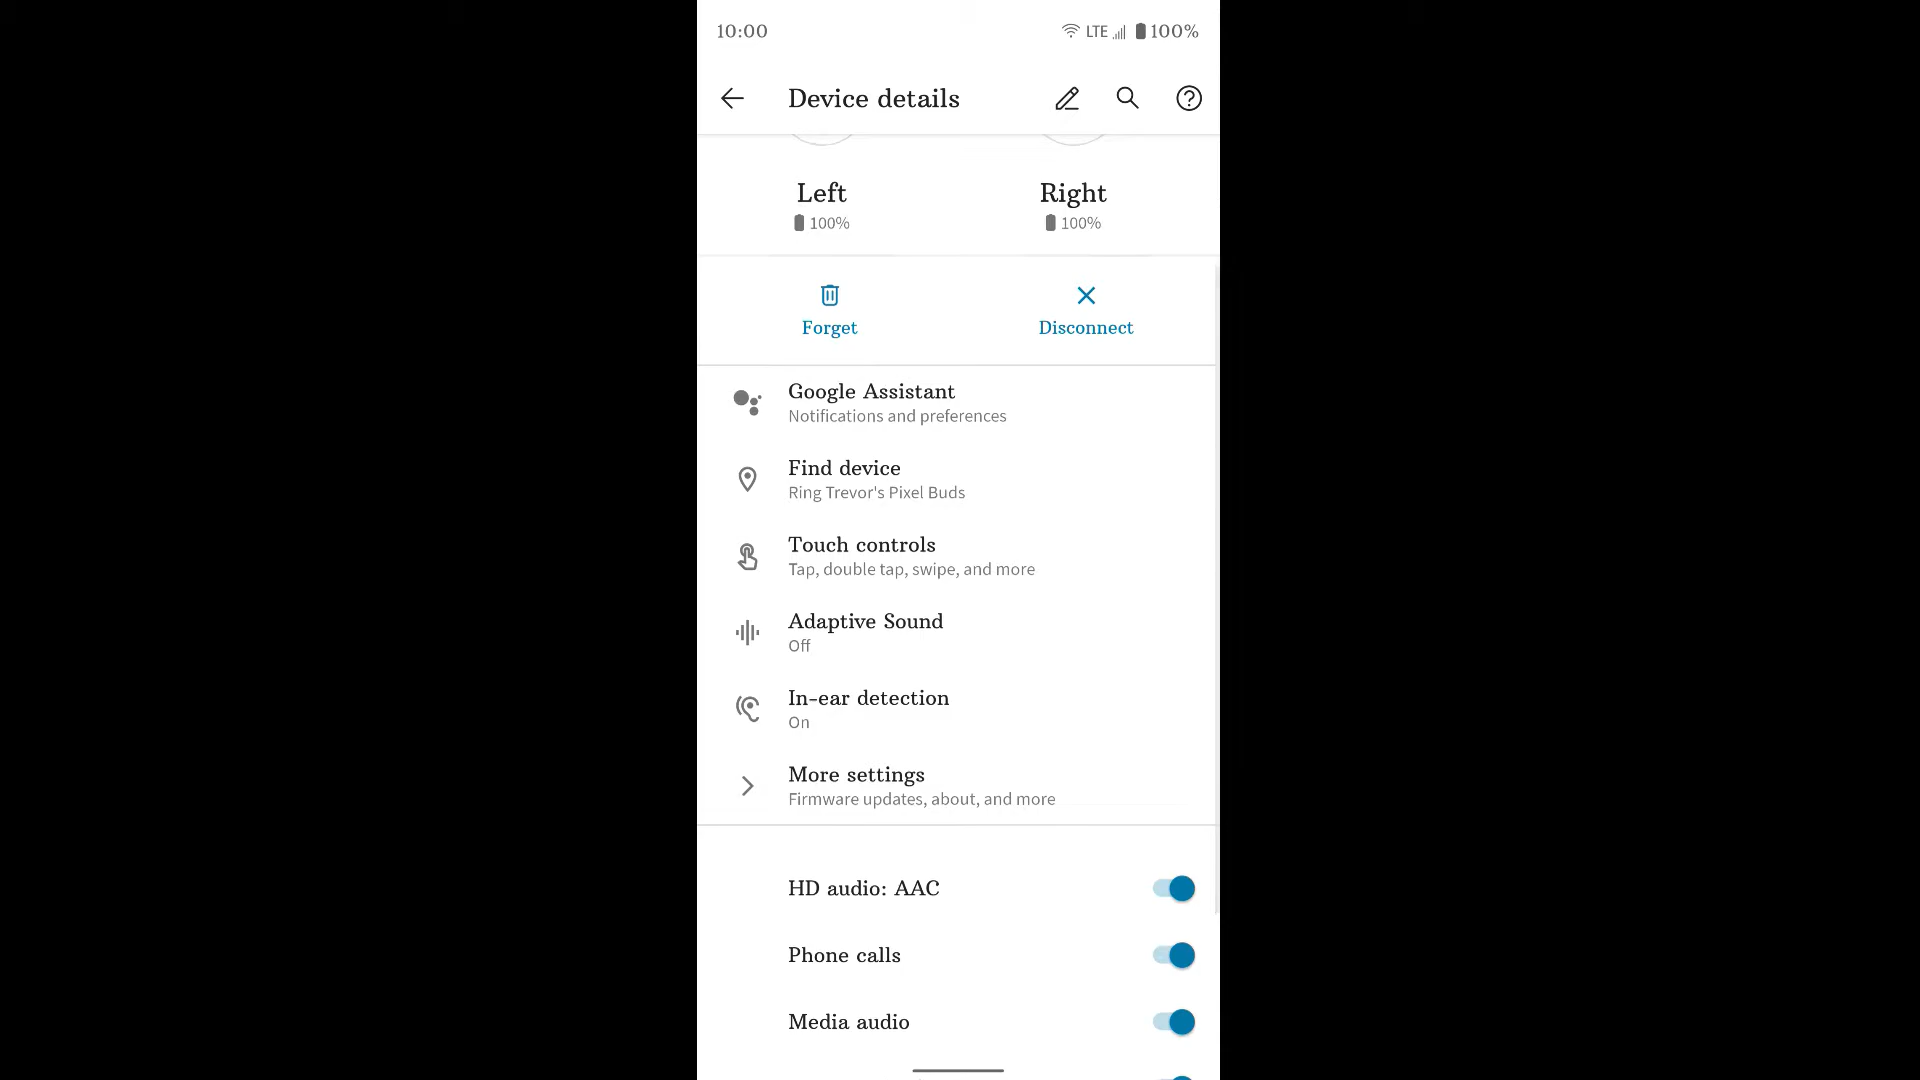 10:00 LTE 100%
Device details
Left Right
100% 100%
Forget Disconnect
Google Assistant
Notifications and preferences
Find device
Ring Trevor's Pixel Buds
Touch controls
Tap, double tap, swipe, and more
Adaptive Sound
Off
In-ear detection
On
More settings
Firmware updates, about, and more
HD audio: AAC
Phone calls
Media audio